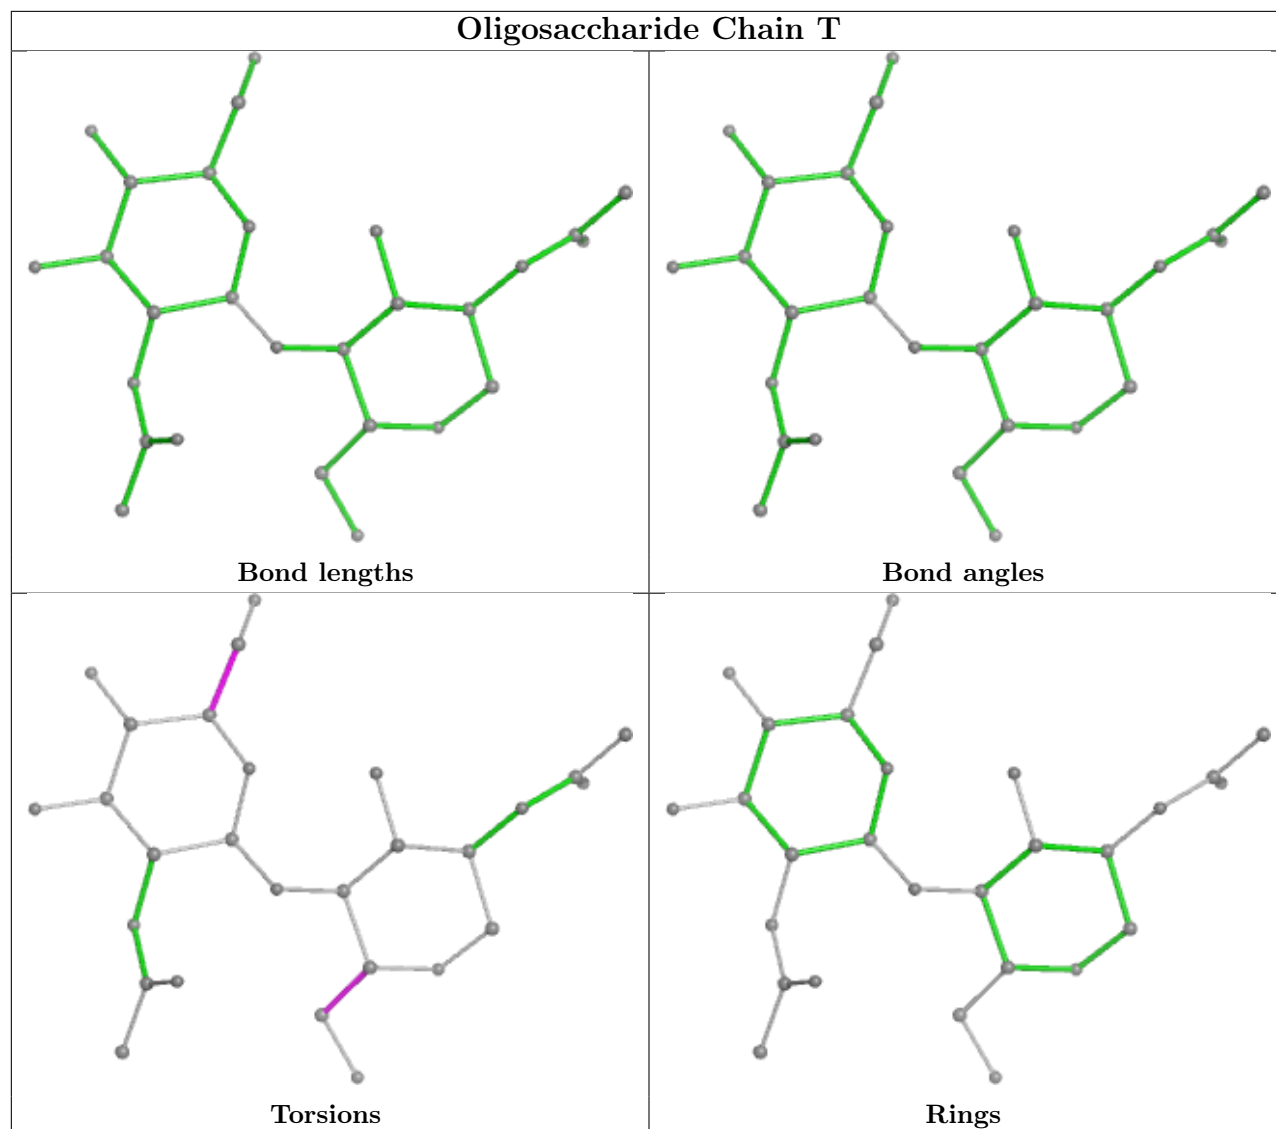 Oligosaccharide Chain T
Bond lengths
Bond angles
Torsions
Rings